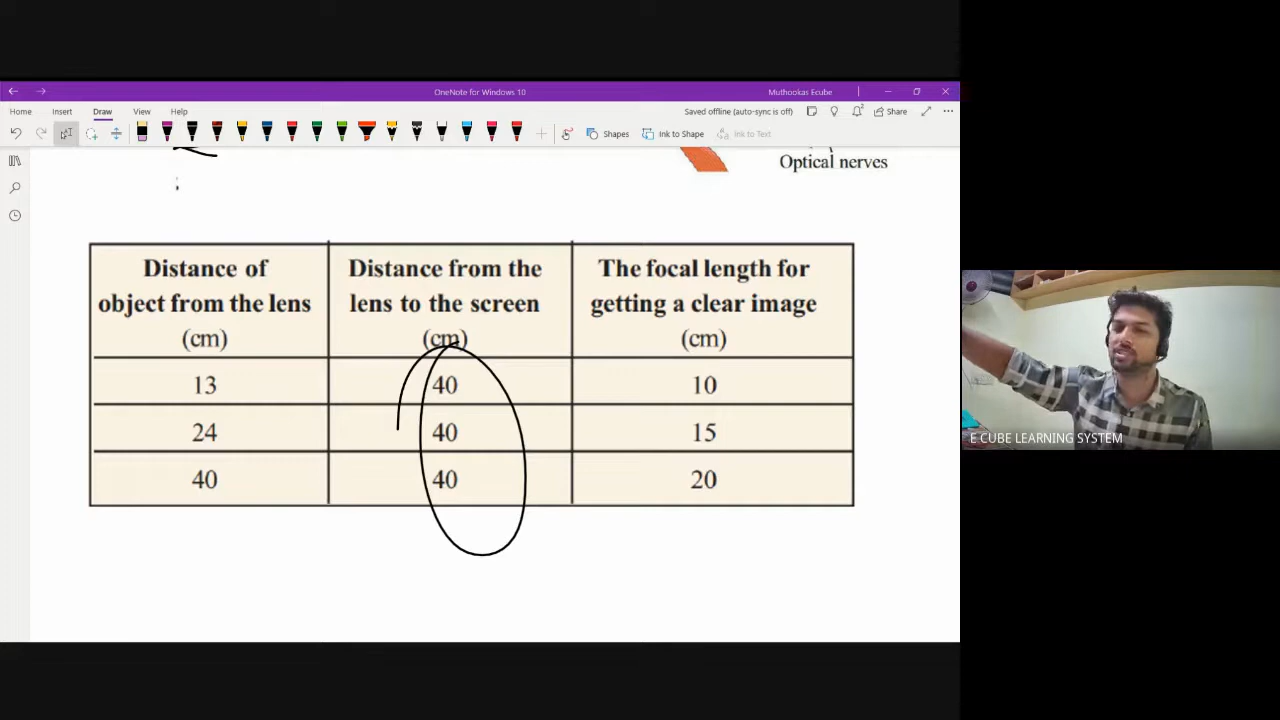 OneNote for Windows 10
Muthookas Ecube
Home Insert Draw View Help
Saved offline (auto-sync is off)
Share
Shapes
Ink to Shape
Ink to Text
Optical nerves
Distance of
object from the lens
(cm)
Distance from the
lens to the screen
(cm)
The focal length for
getting a clear image
(cm)
13 40 10
24 40 15
40 40 20
E CUBE LEARNING SYSTEM